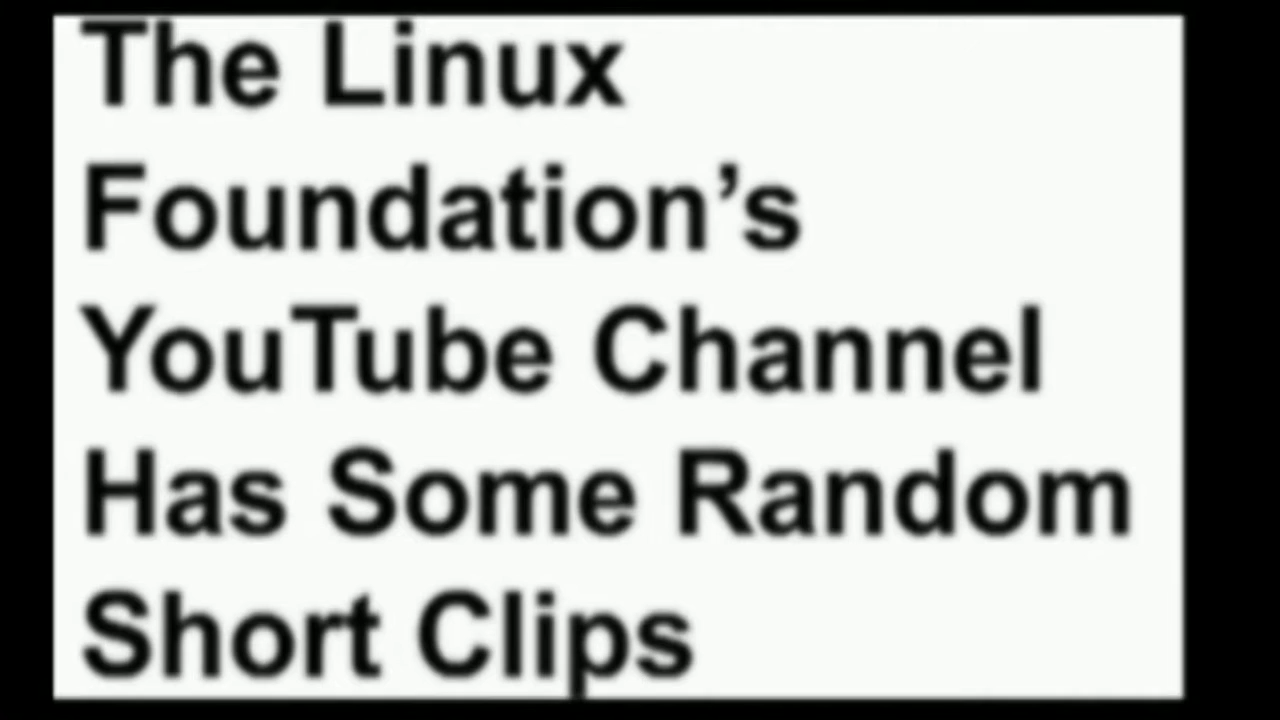 The Linux
Foundation’s
YouTube Channel
Has Some Random
Short Clips